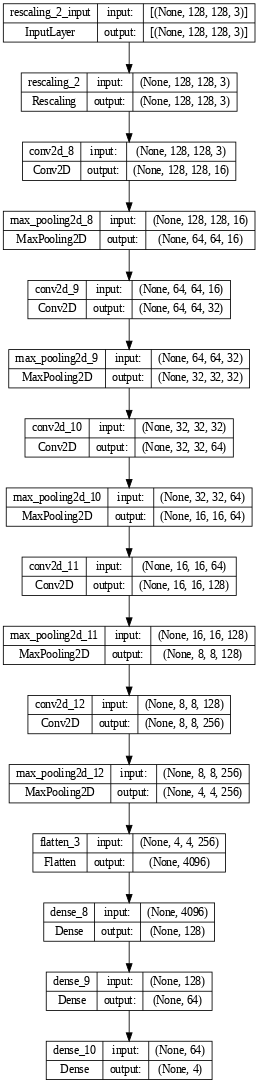 rescaling_2_input input: [(None, 128, 128, 3)]
InputLayer output: [(None, 128, 128, 3)]
rescaling_2 input: (None, 128, 128, 3)
Rescaling output: (None, 128, 128, 3)
conv2d_8 input: (None, 128, 128, 3)
Conv2D output: (None, 128, 128, 16)
max_pooling2d_8 input: (None, 128, 128, 16)
MaxPooling2D output: (None, 64, 64, 16)
conv2d_9 input: (None, 64, 64, 16)
Conv2D output: (None, 64, 64, 32)
max_pooling2d_9 input: (None, 64, 64, 32)
MaxPooling2D output: (None, 32, 32, 32)
conv2d_10 input: (None, 32, 32, 32)
Conv2D output: (None, 32, 32, 64)
max_pooling2d_10 input: (None, 32, 32, 64)
MaxPooling2D output: (None, 16, 16, 64)
conv2d_11 input: (None, 16, 16, 64)
Conv2D output: (None, 16, 16, 128)
max_pooling2d_11 input: (None, 16, 16, 128)
MaxPooling2D output: (None, 8, 8, 128)
conv2d_12 input: (None, 8, 8, 128)
Conv2D output: (None, 8, 8, 256)
max_pooling2d_12 input: (None, 8, 8, 256)
MaxPooling2D output: (None, 4, 4, 256)
flatten_3 input: (None, 4, 4, 256)
Flatten output: (None, 4096)
dense_8 input: (None, 4096)
Dense output: (None, 128)
dense_9 input: (None, 128)
Dense output: (None, 64)
dense_10 input: (None, 64)
Dense output: (None, 4)